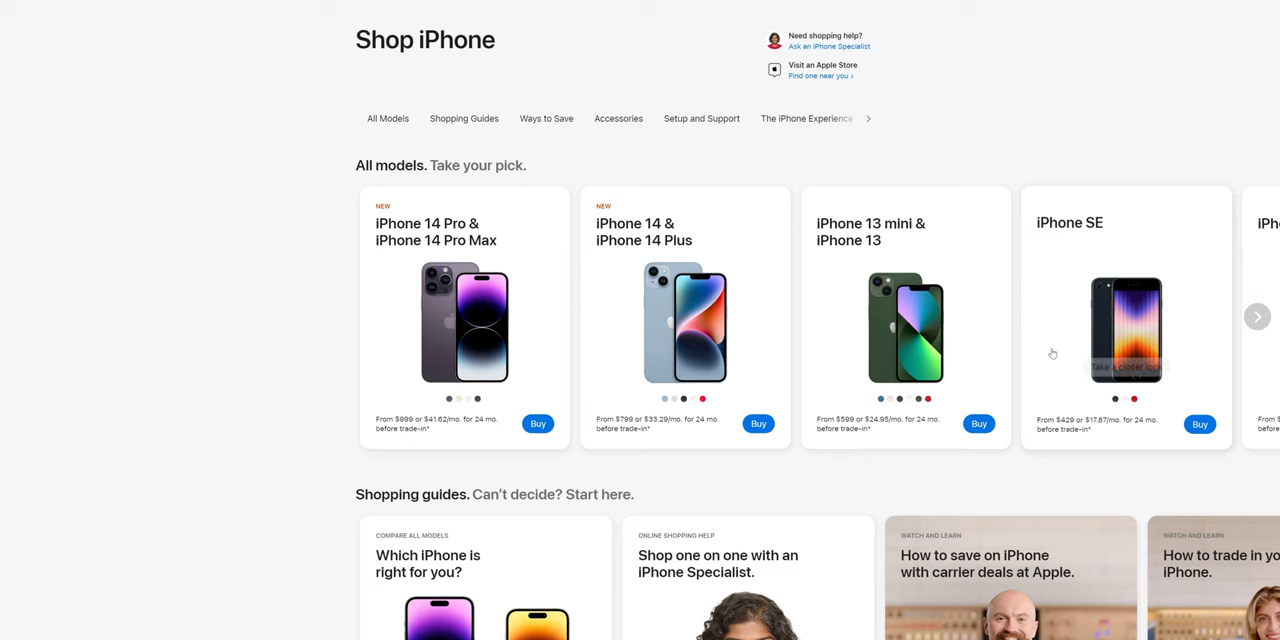 Shop iPhone
Need shopping help?
Ask an iPhone Specialist
Visit an Apple Store
Find one near you ›
All Models
Shopping Guides
Ways to Save
Accessories
Setup and Support
The iPhone Experience
All models. Take your pick.
NEW
iPhone 14 Pro &
iPhone 14 Pro Max
From $999 or $41.62/mo. for 24 mo.
before trade-in*
Buy
NEW
iPhone 14 &
iPhone 14 Plus
From $799 or $33.29/mo. for 24 mo.
before trade-in*
Buy
iPhone 13 mini &
iPhone 13
From $599 or $24.95/mo. for 24 mo.
before trade-in*
Buy
iPhone SE
Take a closer look
From $429 or $17.87/mo. for 24 mo.
before trade-in*
Buy
iPh
From $
before
Shopping guides. Can't decide? Start here.
COMPARE ALL MODELS
Which iPhone is
right for you?
ONLINE SHOPPING HELP
Shop one on one with an
iPhone Specialist.
WATCH AND LEARN
How to save on iPhone
with carrier deals at Apple.
WATCH AND LEARN
How to trade in yo
iPhone.